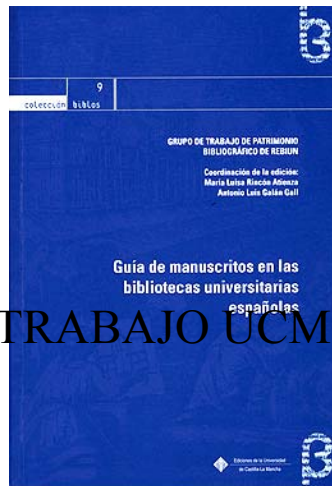 9
colección biblos
GRUPO DE TRABAJO DE PATRIMONIO
BIBLIOGRÁFICO DE REBIUN
Coordinación de la edición:
María Luisa Rincón Atienza
Antonio Luis Galán Gall
Guía de manuscritos en las
bibliotecas universitarias
españolas
TRABAJO UCM
Ediciones de la Universidad
de Castilla-La Mancha